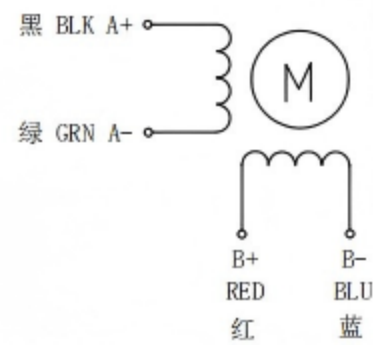 黑 BLK A+
M
绿 GRN A-
B+ B-
RED BLU
红 蓝